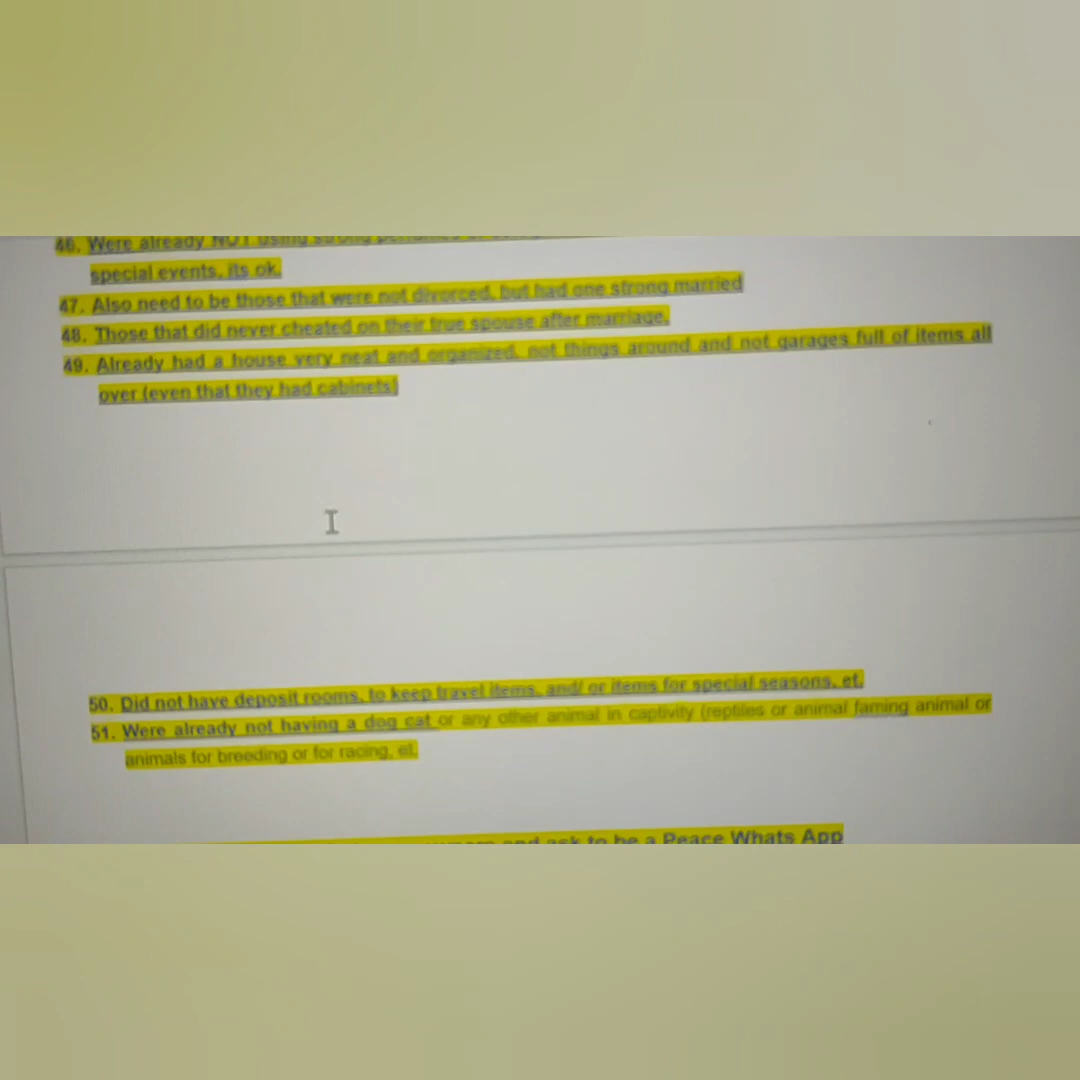 46. Were already NOT using strong perfumes
special events, its ok.
47. Also need to be those that were not divorced, but had one strong married
48. Those that did never cheated on their true spouse after marriage.
49. Already had a house very neat and organized, not things around and not garages full of items all
over (even that they had cabinets)
50. Did not have deposit rooms, to keep travel items, and/ or items for special seasons, et.
51. Were already not having a dog cat or any other animal in captivity (reptiles or animal faming animal or
animals for breeding or for racing, et.
and ask to be a Peace Whats App